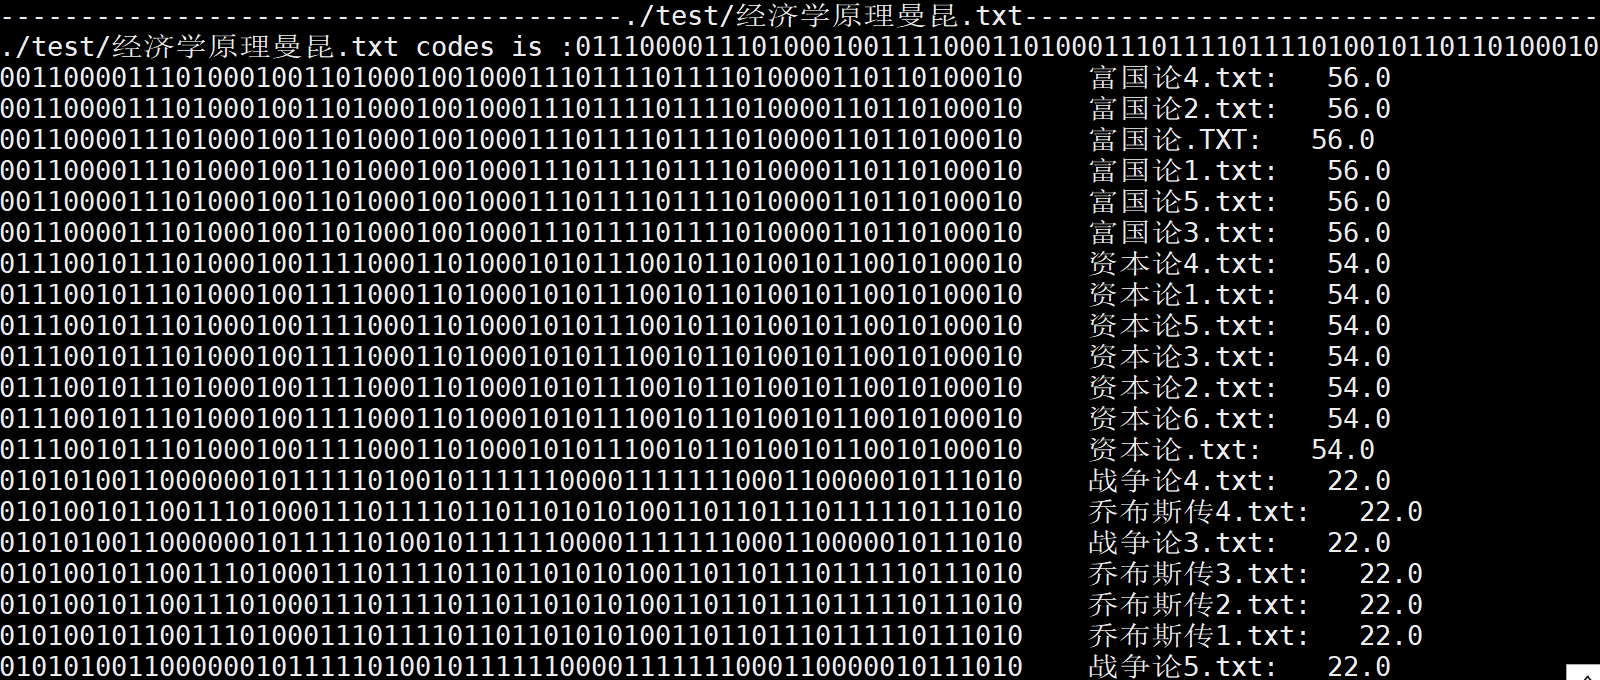 ---------------------------------------./test/经济学原理曼昆.txt------------------------------------
./test/经济学原理曼昆.txt codes is :0111000011101000100111100011010001110111101111010010110110100010
0011000011101000100110100010010001110111101111010000110110100010    富国论4.txt:   56.0
0011000011101000100110100010010001110111101111010000110110100010    富国论2.txt:   56.0
0011000011101000100110100010010001110111101111010000110110100010    富国论.TXT:   56.0
0011000011101000100110100010010001110111101111010000110110100010    富国论1.txt:   56.0
0011000011101000100110100010010001110111101111010000110110100010    富国论5.txt:   56.0
0011000011101000100110100010010001110111101111010000110110100010    富国论3.txt:   56.0
0111001011101000100111100011010001010111001011010010110010100010    资本论4.txt:   54.0
0111001011101000100111100011010001010111001011010010110010100010    资本论1.txt:   54.0
0111001011101000100111100011010001010111001011010010110010100010    资本论5.txt:   54.0
0111001011101000100111100011010001010111001011010010110010100010    资本论3.txt:   54.0
0111001011101000100111100011010001010111001011010010110010100010    资本论2.txt:   54.0
0111001011101000100111100011010001010111001011010010110010100010    资本论6.txt:   54.0
0111001011101000100111100011010001010111001011010010110010100010    资本论.txt:   54.0
0101010011000000101111101001011111100001111111000110000010111010    战争论4.txt:   22.0
0101001011001110100011101111011011010101001101101110111110111010    乔布斯传4.txt:   22.0
0101010011000000101111101001011111100001111111000110000010111010    战争论3.txt:   22.0
0101001011001110100011101111011011010101001101101110111110111010    乔布斯传3.txt:   22.0
0101001011001110100011101111011011010101001101101110111110111010    乔布斯传2.txt:   22.0
0101001011001110100011101111011011010101001101101110111110111010    乔布斯传1.txt:   22.0
0101010011000000101111101001011111100001111111000110000010111010    战争论5.txt:   22.0